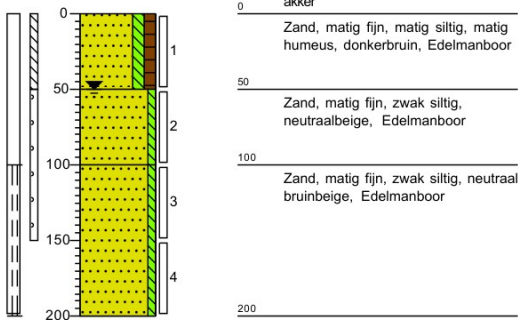 akker
0
0
Zand, matig fijn, matig siltig, matig
humeus, donkerbruin, Edelmanboor
1
50
50
Zand, matig fijn, zwak siltig,
neutraalbeige, Edelmanboor
2
100
100
Zand, matig fijn, zwak siltig, neutraal
bruinbeige, Edelmanboor
3
150
4
200
200